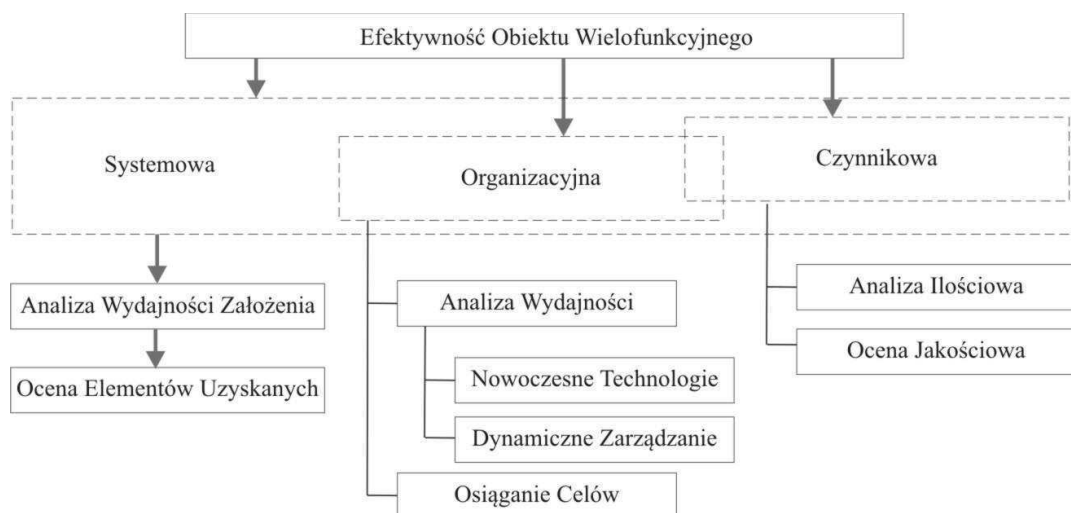 Efektywność Obiektu Wielofunkcyjnego
Systemowa
Organizacyjna
Czynnikowa
Analiza Wydajności Założenia
Ocena Elementów Uzyskanych
Analiza Wydajności
Nowoczesne Technologie
Dynamiczne Zarządzanie
Osiąganie Celów
Analiza Ilościowa
Ocena Jakościowa